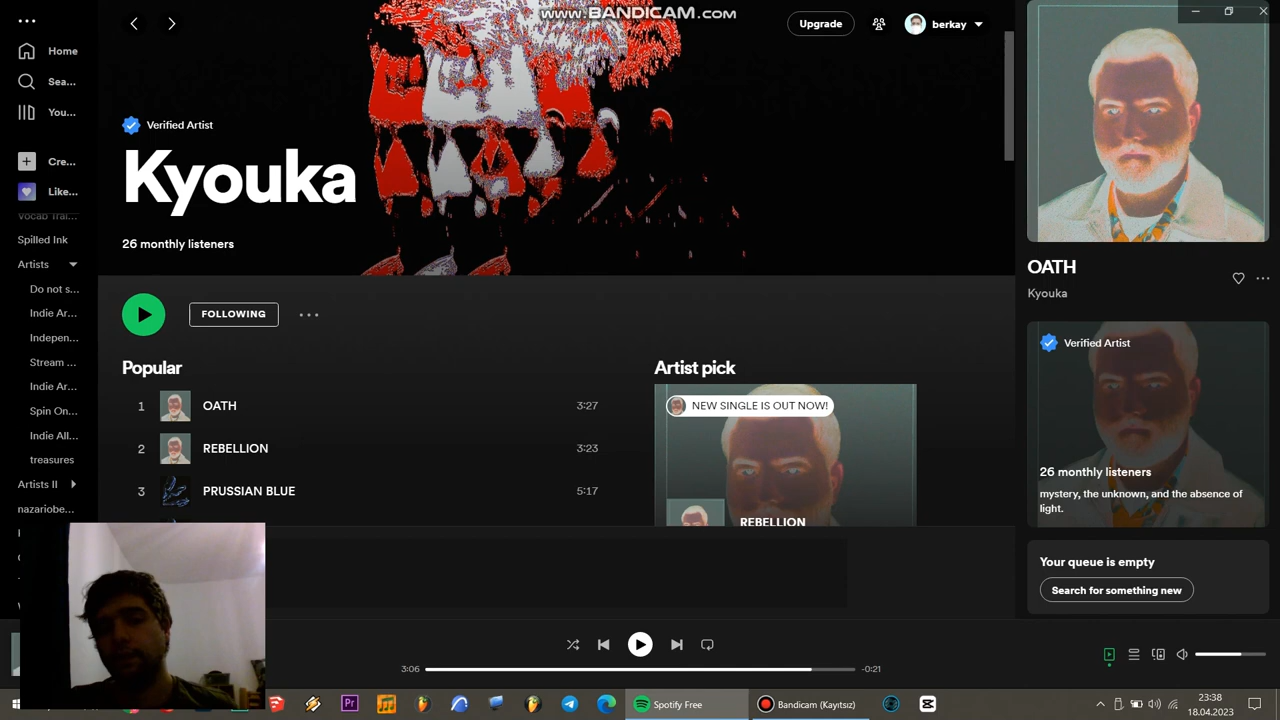 www.BANDICAM.com
Upgrade
berkay
Home
Sea...
You...
Cre...
Like...
Vocab Trai...
Spilled Ink
Artists
Do not s...
Indie Ar...
Indepen...
Stream ...
Indie Ar...
Spin On...
Indie All...
treasures
Artists II
nazariobe...
Verified Artist
Kyouka
26 monthly listeners
FOLLOWING
Popular
1 OATH 3:27
2 REBELLION 3:23
3 PRUSSIAN BLUE 5:17
Artist pick
NEW SINGLE IS OUT NOW!
REBELLION
OATH
Kyouka
Verified Artist
26 monthly listeners
mystery, the unknown, and the absence of
light.
Your queue is empty
Search for something new
3:06
-0:21
Pr
Spotify Free
Bandicam (Kayıtsız)
23:38
18.04.2023